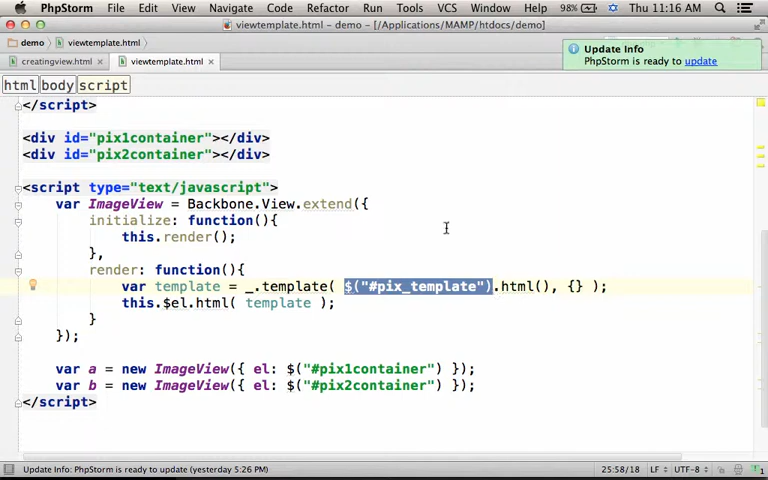 PhpStorm File Edit View Navigate Code Refactor Run Tools VCS Window Help 98% Thu 11:16 AM
viewtemplate.html – demo – [/Applications/MAMP/htdocs/demo]
demo viewtemplate.html
Update Info
PhpStorm is ready to update
creatingview.html viewtemplate.html
html body script
</script>
<div id="pix1container"></div>
<div id="pix2container"></div>
<script type="text/javascript">
var ImageView = Backbone.View.extend({
initialize: function(){
this.render();
},
render: function(){
var template = _.template( $("#pix_template").html(), {} );
this.$el.html( template );
}
});
var a = new ImageView({ el: $("#pix1container") });
var b = new ImageView({ el: $("#pix2container") });
</script>
Update Info: PhpStorm is ready to update (yesterday 5:26 PM) 25:58/18 LF UTF-8 1